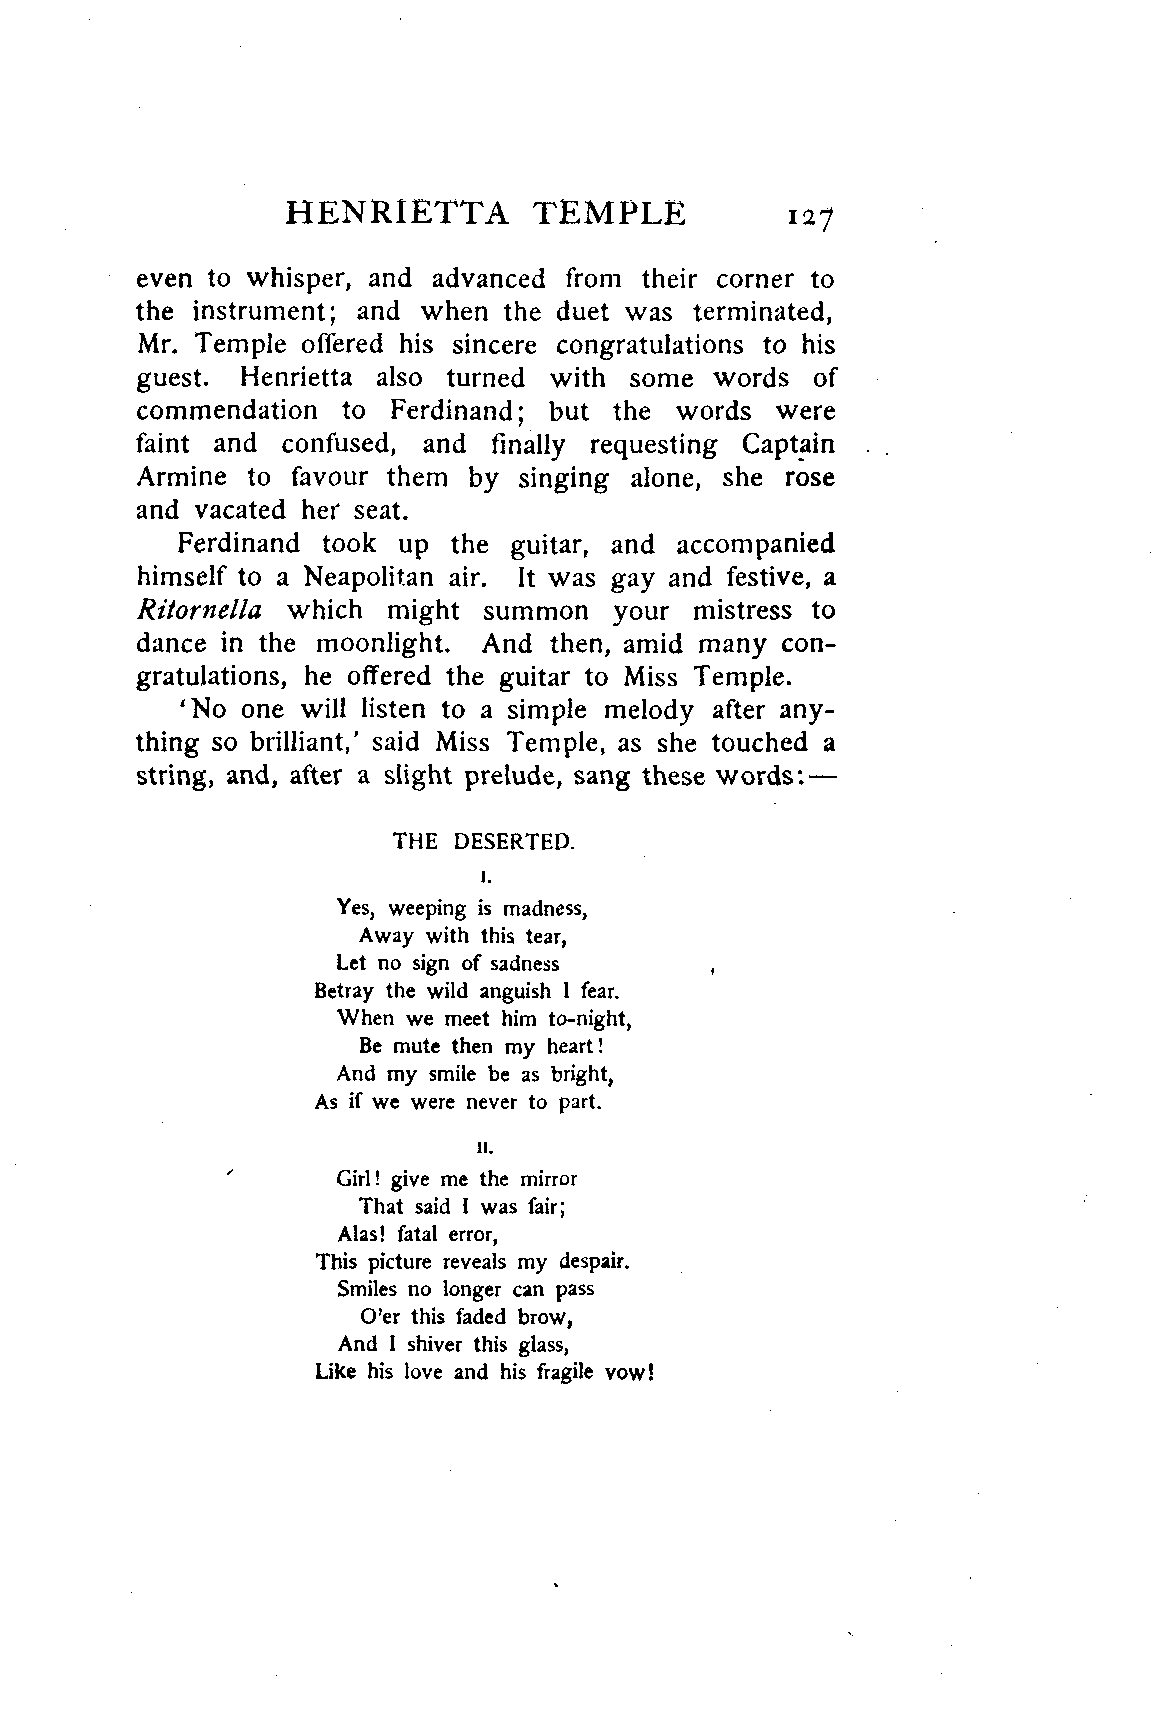 HENRIETTA TEMPLE 127
even to whisper, and advanced from their corner to
the instrument; and when the duet was terminated,
Mr. Temple offered his sincere congratulations to his
guest. Henrietta also turned with some words of
commendation to Ferdinand; but the words were
faint and confused, and finally requesting Captain
Armine to favour them by singing alone, she rose
and vacated her seat.
Ferdinand took up the guitar, and accompanied
himself to a Neapolitan air. It was gay and festive, a
Ritornella which might summon your mistress to
dance in the moonlight. And then, amid many con-
gratulations, he offered the guitar to Miss Temple.
‘No one will listen to a simple melody after any-
thing so brilliant,’ said Miss Temple, as she touched a
string, and, after a slight prelude, sang these words:—
THE DESERTED.
I.
Yes, weeping is madness,
Away with this tear,
Let no sign of sadness
Betray the wild anguish I fear.
When we meet him to-night,
Be mute then my heart!
And my smile be as bright,
As if we were never to part.
II.
Girl! give me the mirror
That said I was fair;
Alas! fatal error,
This picture reveals my despair.
Smiles no longer can pass
O’er this faded brow,
And I shiver this glass,
Like his love and his fragile vow!